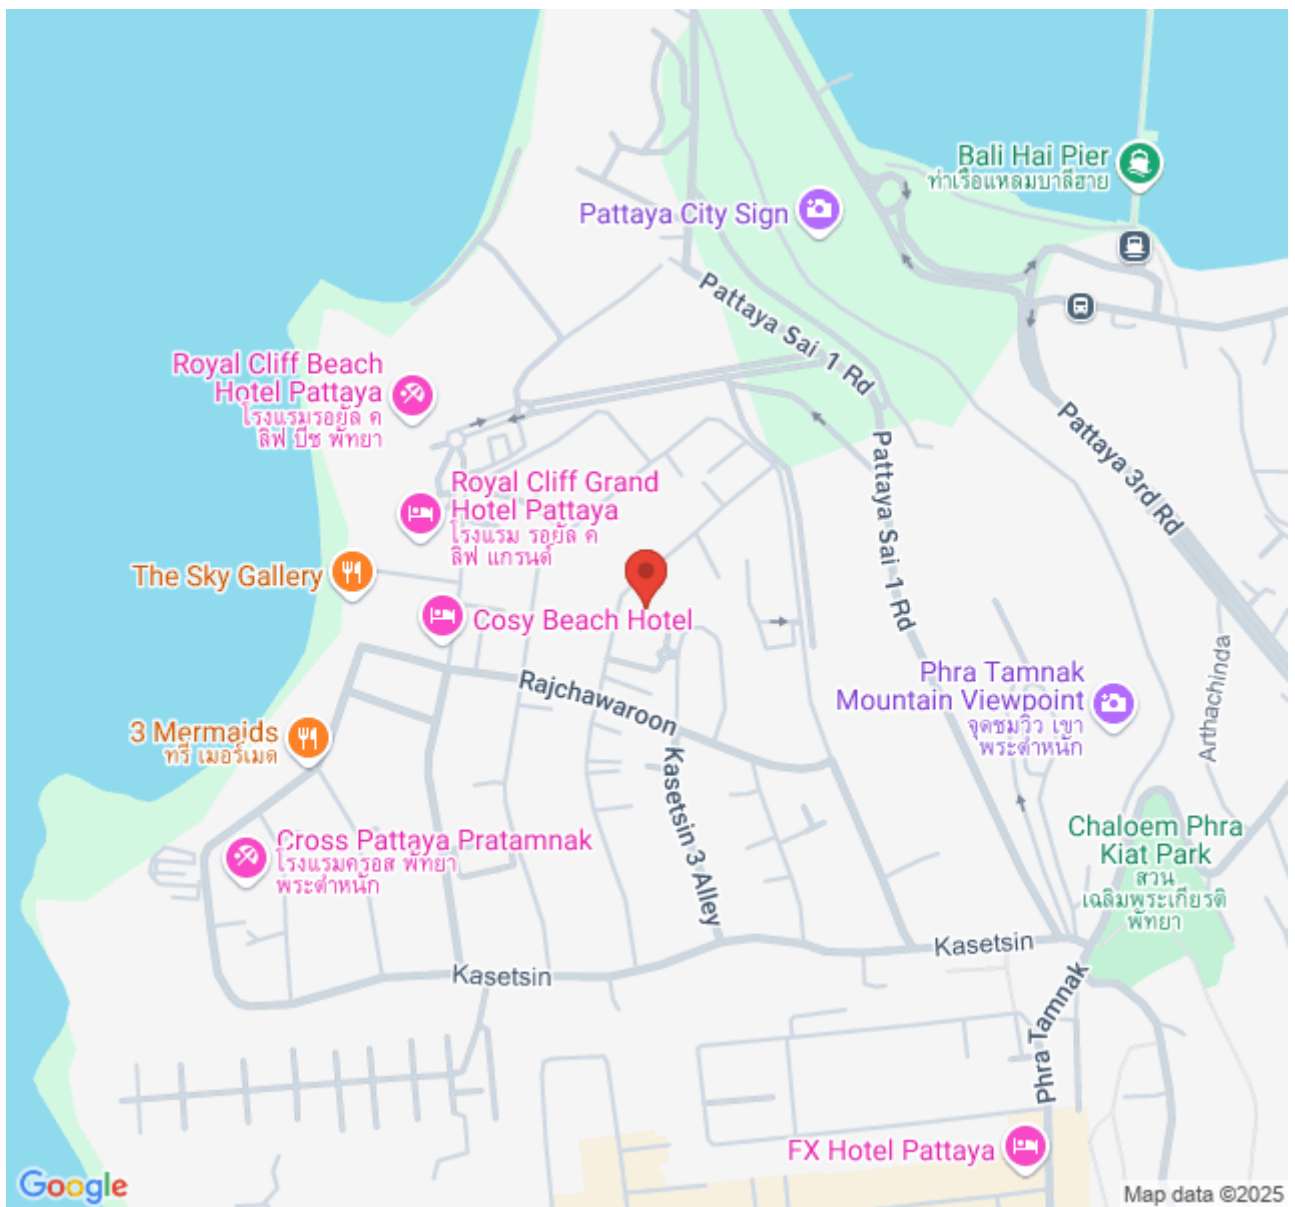 Bali Hai Pier
ท่าเรือแหลมบาลีฮาย
Pattaya City Sign
Pattaya Sai 1 Rd
Royal Cliff Beach
Hotel Pattaya
โรงแรมรอยัล ค
ลิฟ บีช พัทยา
Pattaya 3rd Rd
Pattaya Sai 1 Rd
Royal Cliff Grand
Hotel Pattaya
โรงแรม รอยัล ค
ลิฟ แกรนด์
The Sky Gallery
Cosy Beach Hotel
Arthachinda
Rajchawaroon
Phra Tamnak
Mountain Viewpoint
จุดชมวิว เขา
พระตำหนัก
3 Mermaids
ทรี เมอร์เมด
Kasetsin 3 Alley
Cross Pattaya Pratamnak
โรงแรมครอส พัทยา
พระตำหนัก
Chaloem Phra
Kiat Park
สวน
เฉลิมพระเกียรติ
พัทยา
Kasetsin
Kasetsin
Phra Tamnak
FX Hotel Pattaya
Google
Map data ©2025